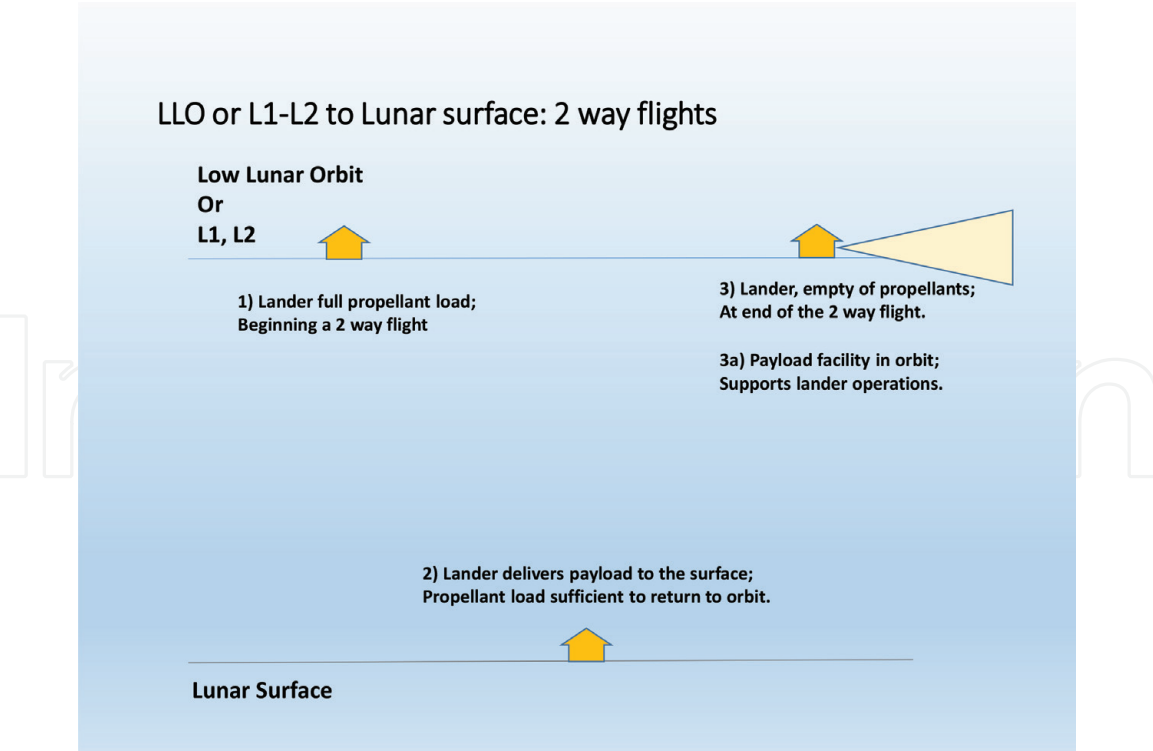 LLO or L1-L2 to Lunar surface: 2 way flights
Low Lunar Orbit
Or
L1, L2
1) Lander full propellant load;
Beginning a 2 way flight
3) Lander, empty of propellants;
At end of the 2 way flight.
3a) Payload facility in orbit;
Supports lander operations.
2) Lander delivers payload to the surface;
Propellant load sufficient to return to orbit.
Lunar Surface